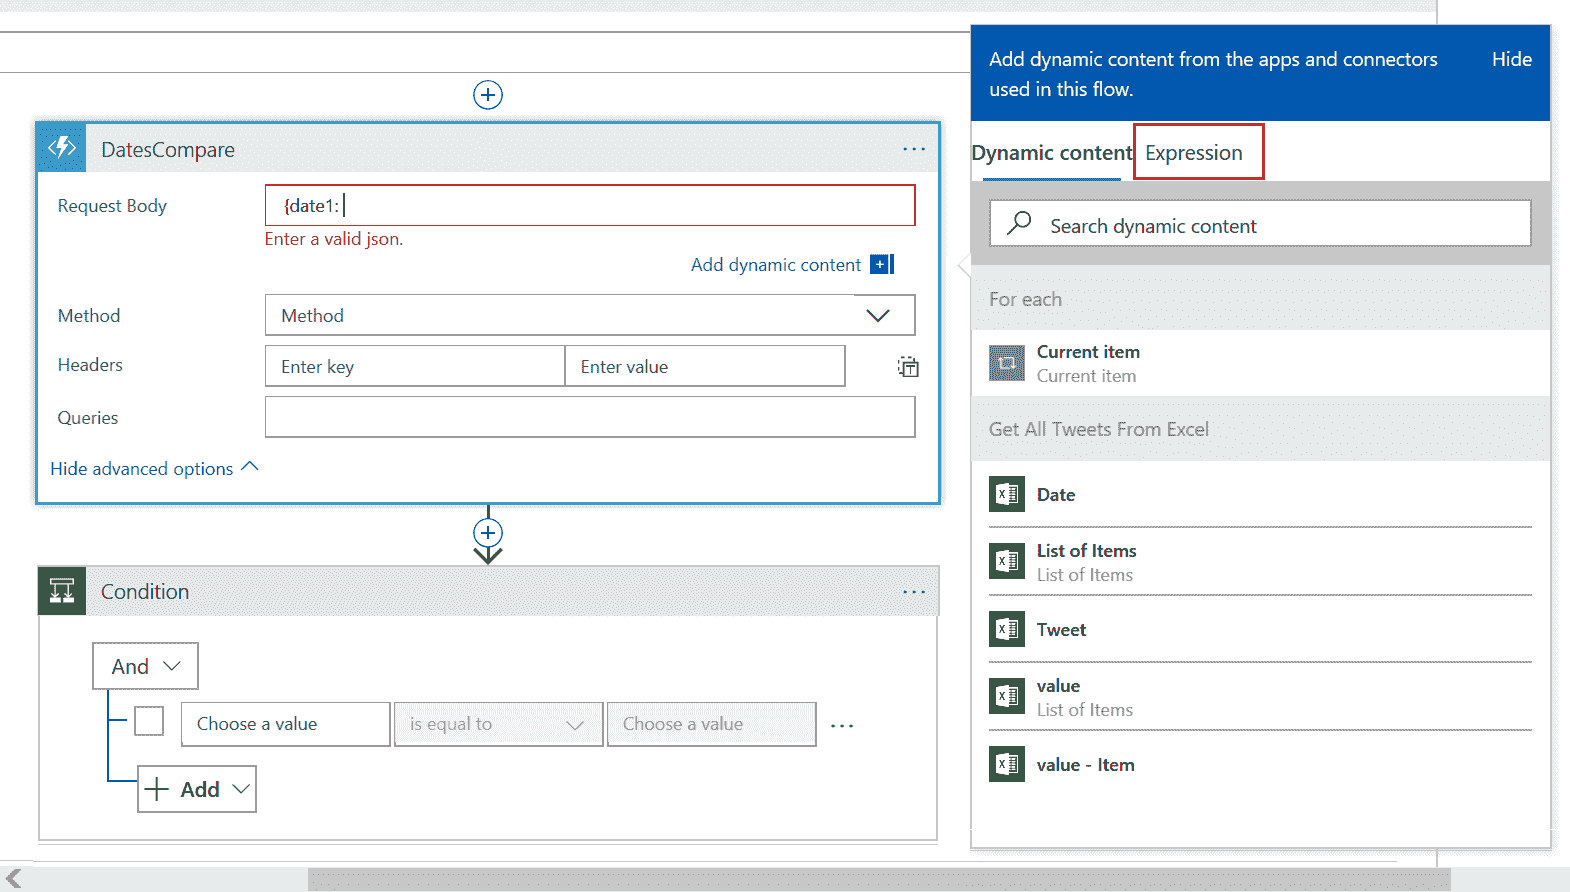 Add dynamic content from the apps and connectors
used in this flow.
Hide
Dynamic content
Expression
Search dynamic content
For each
Current item
Current item
Get All Tweets From Excel
Date
List of Items
List of Items
Tweet
value
List of Items
value - Item
DatesCompare
Request Body
{date1:
Enter a valid json.
Add dynamic content
Method
Method
Headers
Enter key
Enter value
Queries
Hide advanced options
Condition
And
Choose a value
is equal to
Choose a value
Add